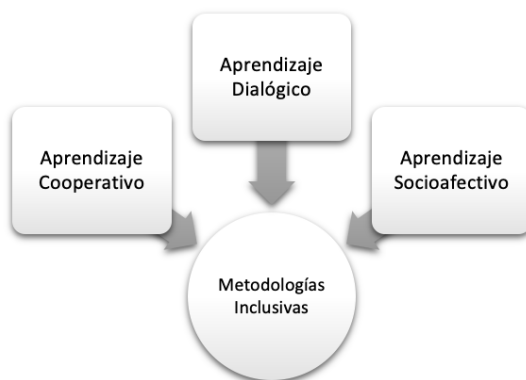 Aprendizaje
Dialógico
Aprendizaje
Cooperativo
Aprendizaje
Socioafectivo
Metodologías
Inclusivas